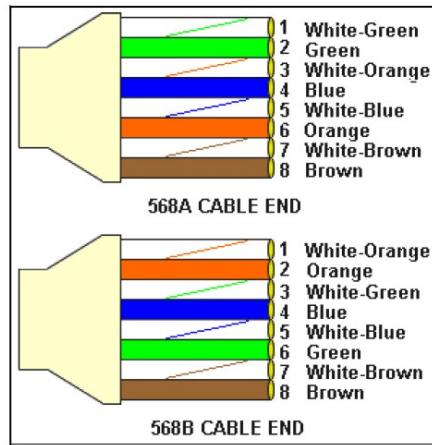 1 White-Green
2 Green
3 White-Orange
4 Blue
5 White-Blue
6 Orange
7 White-Brown
8 Brown
568A CABLE END
1 White-Orange
2 Orange
3 White-Green
4 Blue
5 White-Blue
6 Green
7 White-Brown
8 Brown
568B CABLE END